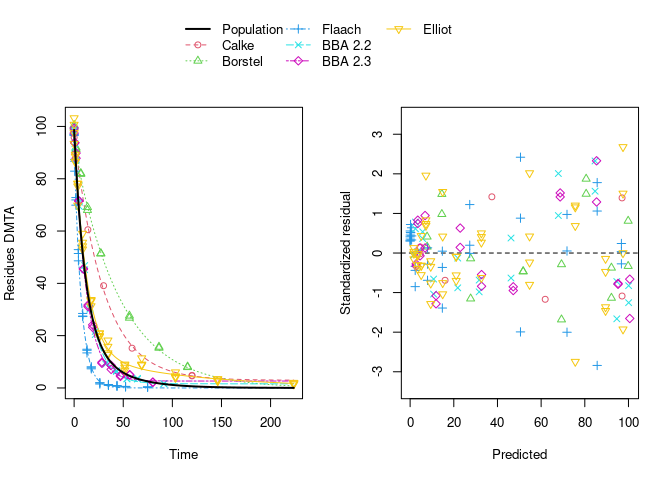 Population Flaach Elliot
Calke BBA 2.2
Borstel BBA 2.3
Residues DMTA
100
80
60
40
20
0
0 50 100 150 200
Time
Standardized residual
3
2
1
0
-1
-2
-3
0 20 40 60 80 100
Predicted